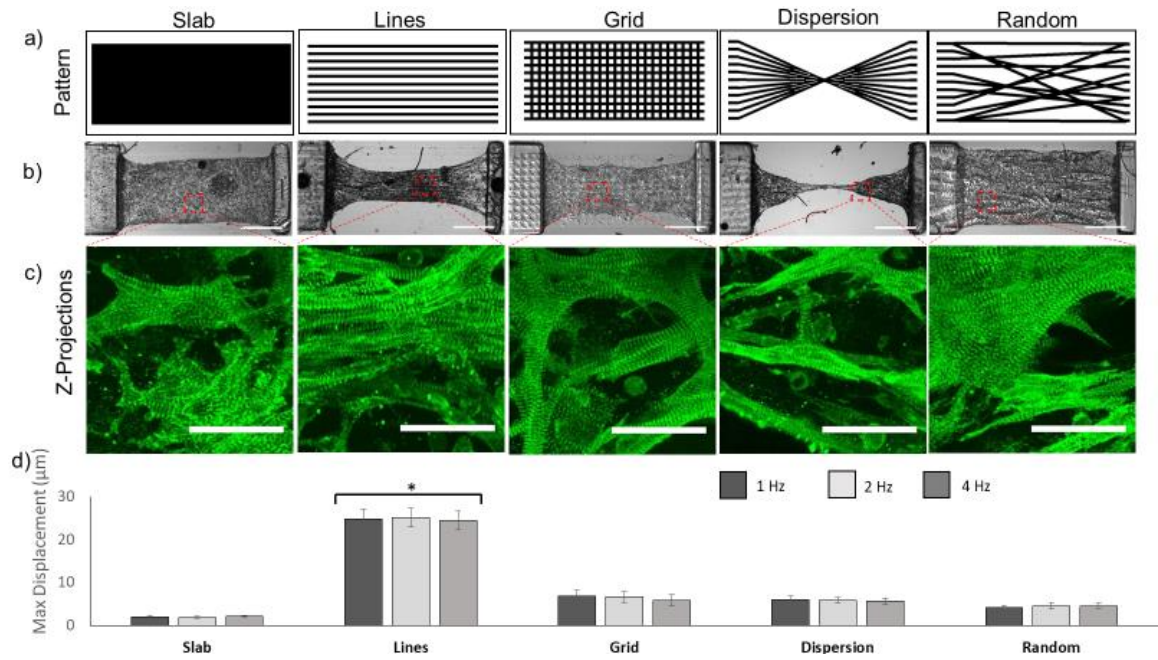 Slab Lines Grid Dispersion Random
a)
Pattern
b)
c)
Z-Projections
d)
1 Hz 2 Hz 4 Hz
Max Displacement (µm)
30
20
10
0
*
Slab Lines Grid Dispersion Random